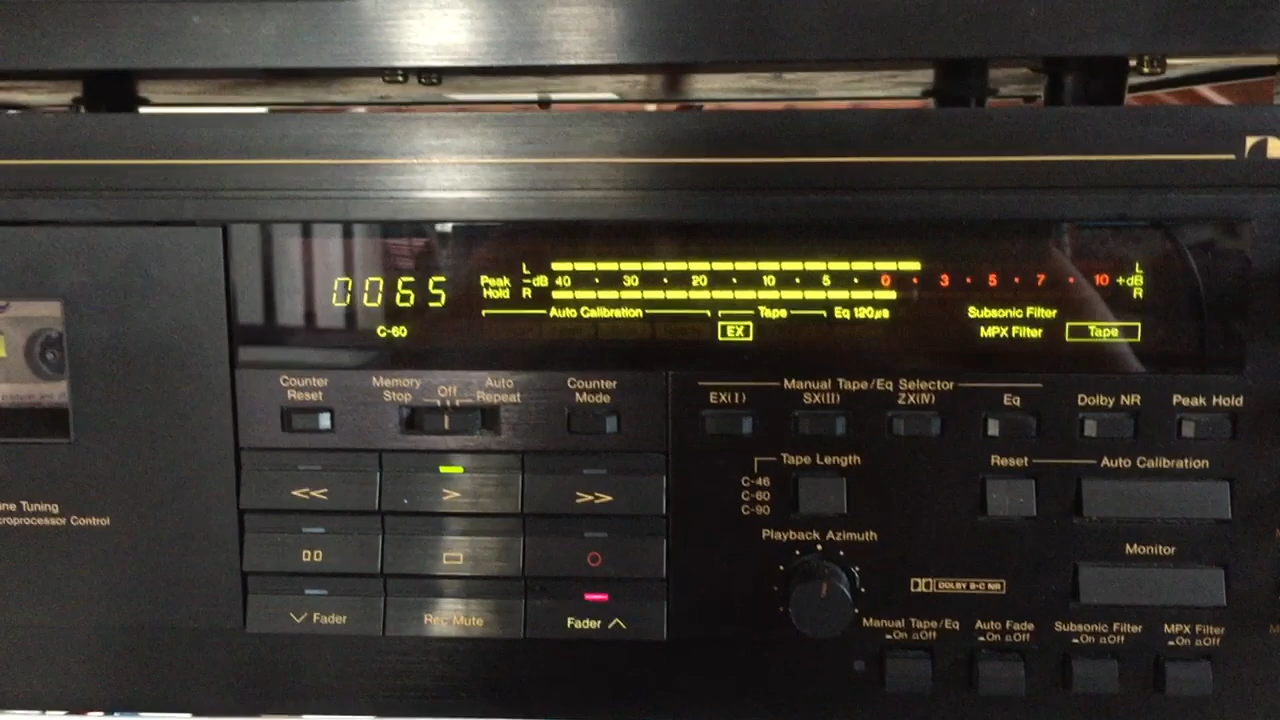 0065
C-60
Peak Hold
L
R
-dB 40 · 30 · 20 · 10 · 5 · 0 · 3 · 5 · 7 · 10 +dB
L
R
Auto Calibration
Tape
Eq 120µs
EX
Subsonic Filter
MPX Filter
Tape
Counter Reset
Memory Stop
Off
Auto Repeat
Counter Mode
Manual Tape/Eq Selector
EX(I)
SX(II)
ZX(IV)
Eq
Dolby NR
Peak Hold
<<
>
>>
Tape Length
C-46
C-60
C-90
Reset
Auto Calibration
Playback Azimuth
Monitor
DOLBY B-C NR
Fader
Rec Mute
Fader
Manual Tape/Eq
On Off
Auto Fade
On Off
Subsonic Filter
On Off
MPX Filter
On Off
Tuning
Control